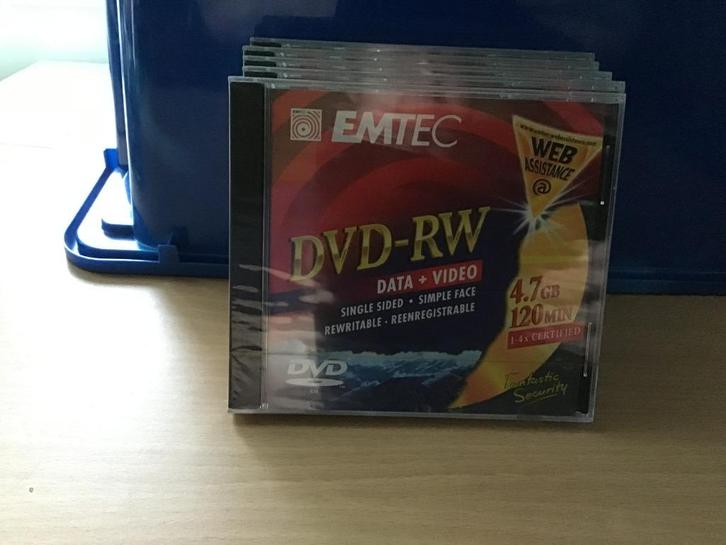 EMTEC
WEB
ASSISTANCE
@
DVD-RW
DATA + VIDEO
SINGLE SIDED • SIMPLE FACE
REWRITABLE • REENREGISTRABLE
4.7GB
120MIN
1-4x CERTIFIED
DVD
Fantastic
Security